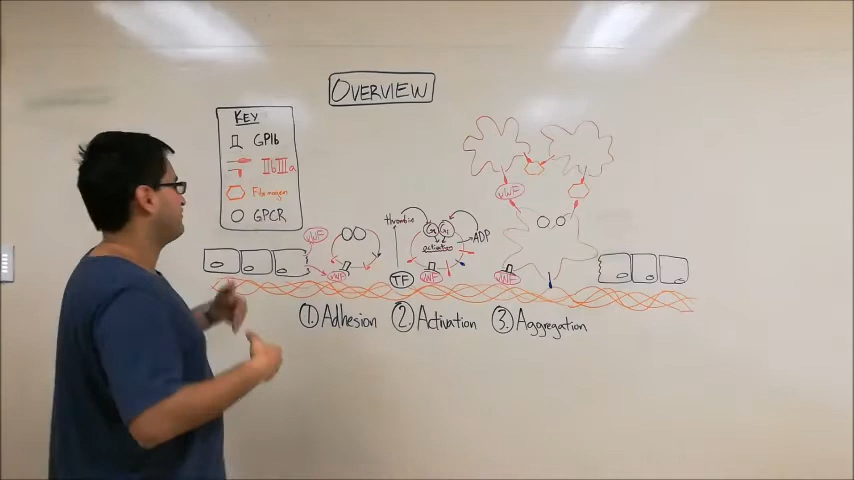 OVERVIEW
KEY
GPIb
IIbIIIa
Fibrinogen
GPCR
vWF
vWF
thrombin
Gq
activation
ADP
TF
vWF
vWF
vWF
1. Adhesion
2. Activation
3. Aggregation